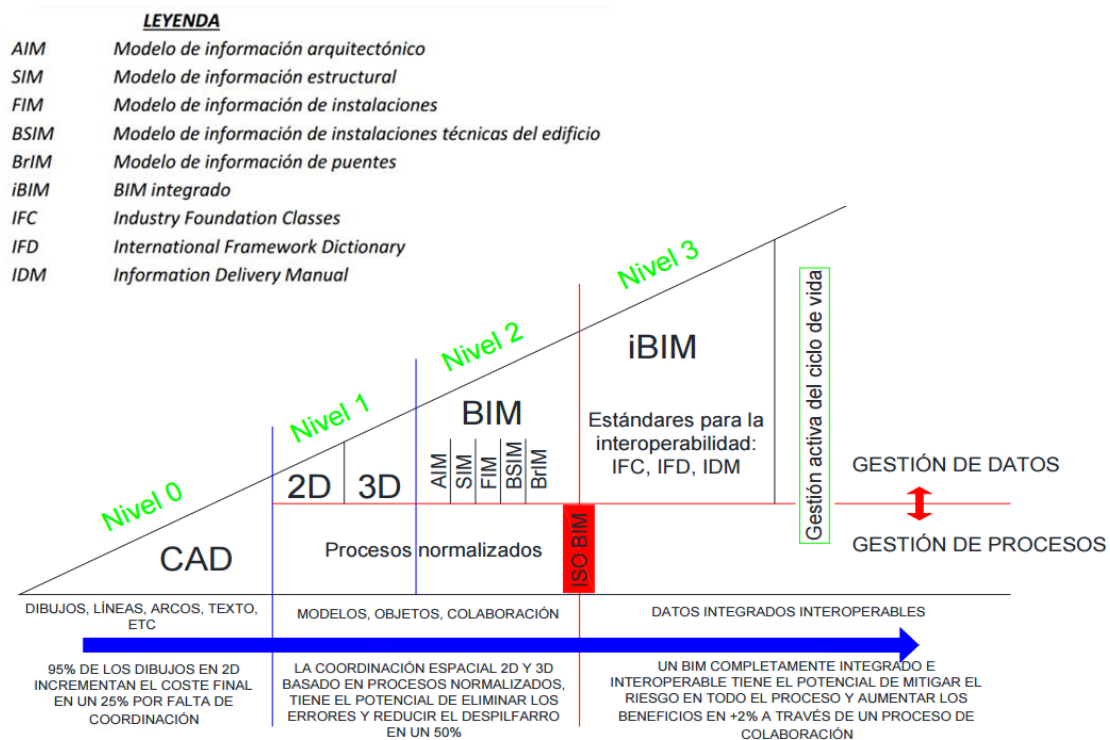 LEYENDA
AIM Modelo de información arquitectónico
SIM Modelo de información estructural
FIM Modelo de información de instalaciones
BSIM Modelo de información de instalaciones técnicas del edificio
BrIM Modelo de información de puentes
iBIM BIM integrado
IFC Industry Foundation Classes
IFD International Framework Dictionary
IDM Information Delivery Manual
Nivel 0
Nivel 1
Nivel 2
Nivel 3
CAD
2D
3D
BIM
AIM
SIM
FIM
BSIM
BrIM
iBIM
Estándares para la
interoperabilidad:
IFC, IFD, IDM
Procesos normalizados
ISO BIM
Gestión activa del ciclo de vida
GESTIÓN DE DATOS
GESTIÓN DE PROCESOS
DIBUJOS, LÍNEAS, ARCOS, TEXTO,
ETC
MODELOS, OBJETOS, COLABORACIÓN
DATOS INTEGRADOS INTEROPERABLES
95% DE LOS DIBUJOS EN 2D
INCREMENTAN EL COSTE FINAL
EN UN 25% POR FALTA DE
COORDINACIÓN
LA COORDINACIÓN ESPACIAL 2D Y 3D
BASADO EN PROCESOS NORMALIZADOS,
TIENE EL POTENCIAL DE ELIMINAR LOS
ERRORES Y REDUCIR EL DESPILFARRO
EN UN 50%
UN BIM COMPLETAMENTE INTEGRADO E
INTEROPERABLE TIENE EL POTENCIAL DE MITIGAR EL
RIESGO EN TODO EL PROCESO Y AUMENTAR LOS
BENEFICIOS EN +2% A TRAVÉS DE UN PROCESO DE
COLABORACIÓN